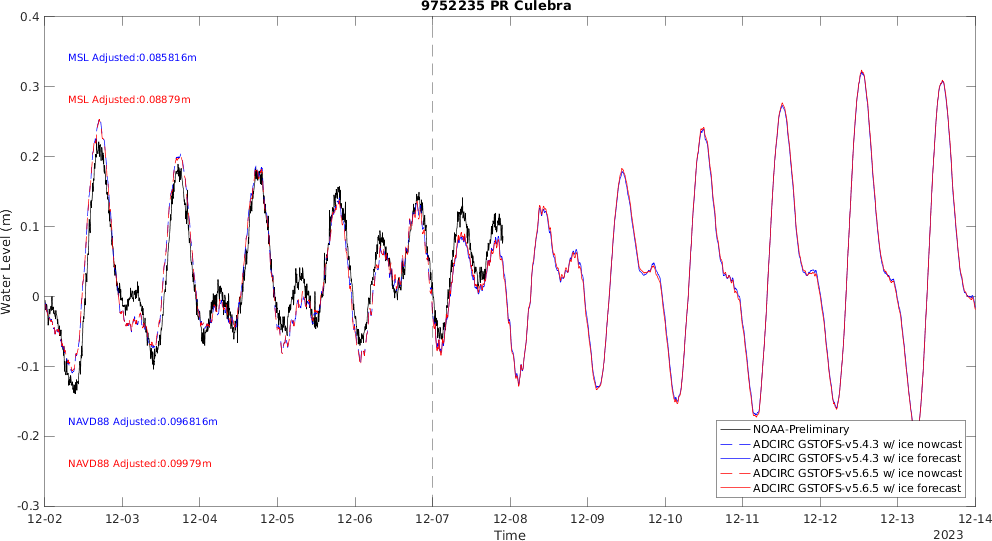 9752235 PR Culebra
0.4
0.3
0.2
0.1
0
-0.1
-0.2
-0.3
Water Level (m)
MSL Adjusted:0.085816m
MSL Adjusted:0.08879m
NAVD88 Adjusted:0.096816m
NAVD88 Adjusted:0.09979m
NOAA-Preliminary
ADCIRC GSTOFS-v5.4.3 w/ ice nowcast
ADCIRC GSTOFS-v5.4.3 w/ ice forecast
ADCIRC GSTOFS-v5.6.5 w/ ice nowcast
ADCIRC GSTOFS-v5.6.5 w/ ice forecast
12-02 12-03 12-04 12-05 12-06 12-07 12-08 12-09 12-10 12-11 12-12 12-13 12-14
Time
2023